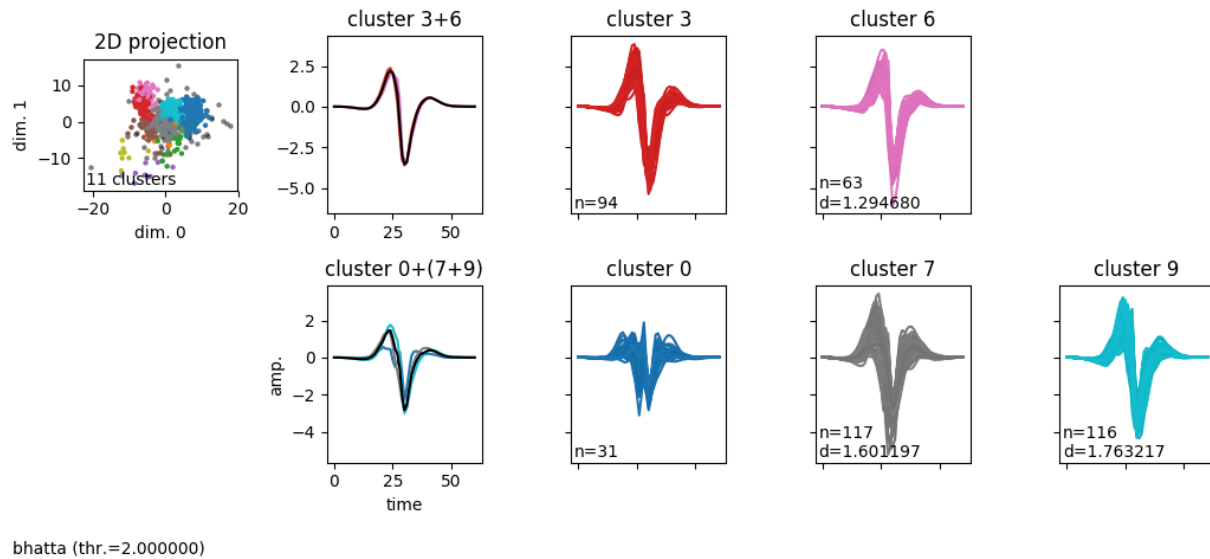 2D projection
dim. 1
10
0
−10
11 clusters
−20
0
20
dim. 0
cluster 3+6
2.5
0.0
−2.5
−5.0
0
25
50
cluster 3
n=94
cluster 6
n=63
d=1.294680
cluster 0+(7+9)
2
0
−2
−4
0
25
50
time
cluster 0
amp.
n=31
cluster 7
n=117
d=1.601197
cluster 9
n=116
d=1.763217
bhatta (thr.=2.000000)